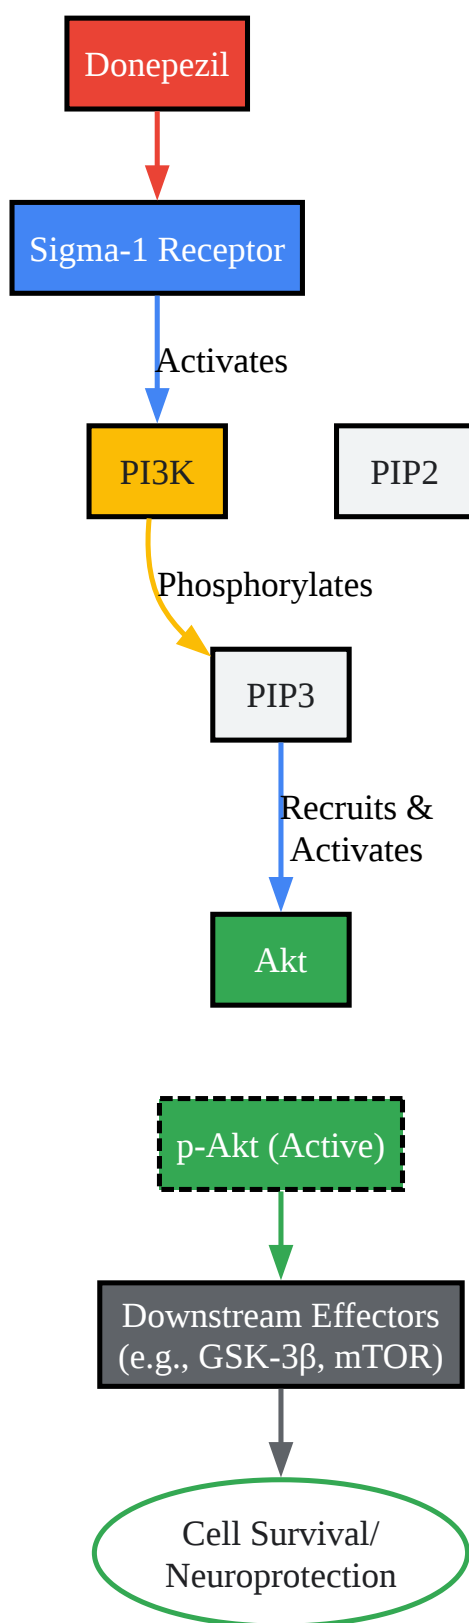 Donepezil
Sigma-1 Receptor
Activates
PI3K
PIP2
Phosphorylates
PIP3
Recruits &
Activates
Akt
p-Akt (Active)
Downstream Effectors
(e.g., GSK-3β, mTOR)
Cell Survival/
Neuroprotection